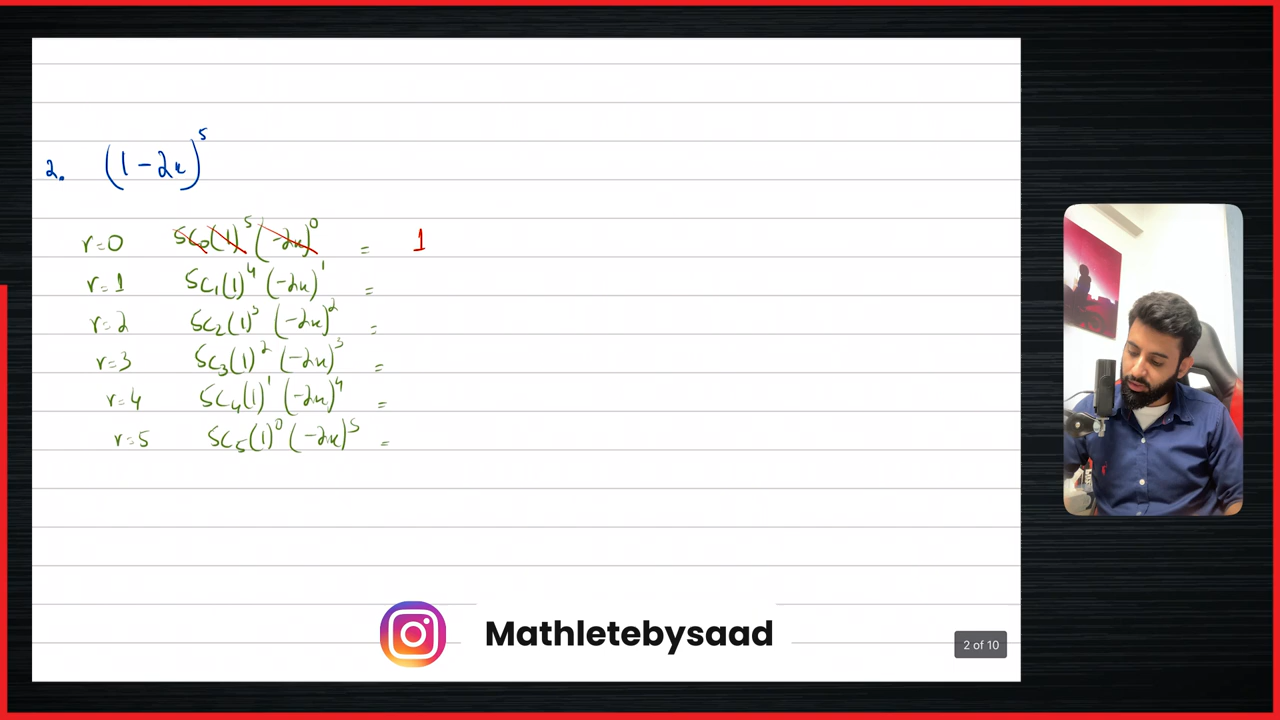 2. (1-2x)^5
r=0 5C0(1)^5(-2x)^0 = 1
r=1 5C1(1)^4(-2x)^1 =
r=2 5C2(1)^3(-2x)^2 =
r=3 5C3(1)^2(-2x)^3 =
r=4 5C4(1)^1(-2x)^4 =
r=5 5C5(1)^0(-2x)^5 =
Mathletebysaad
2 of 10